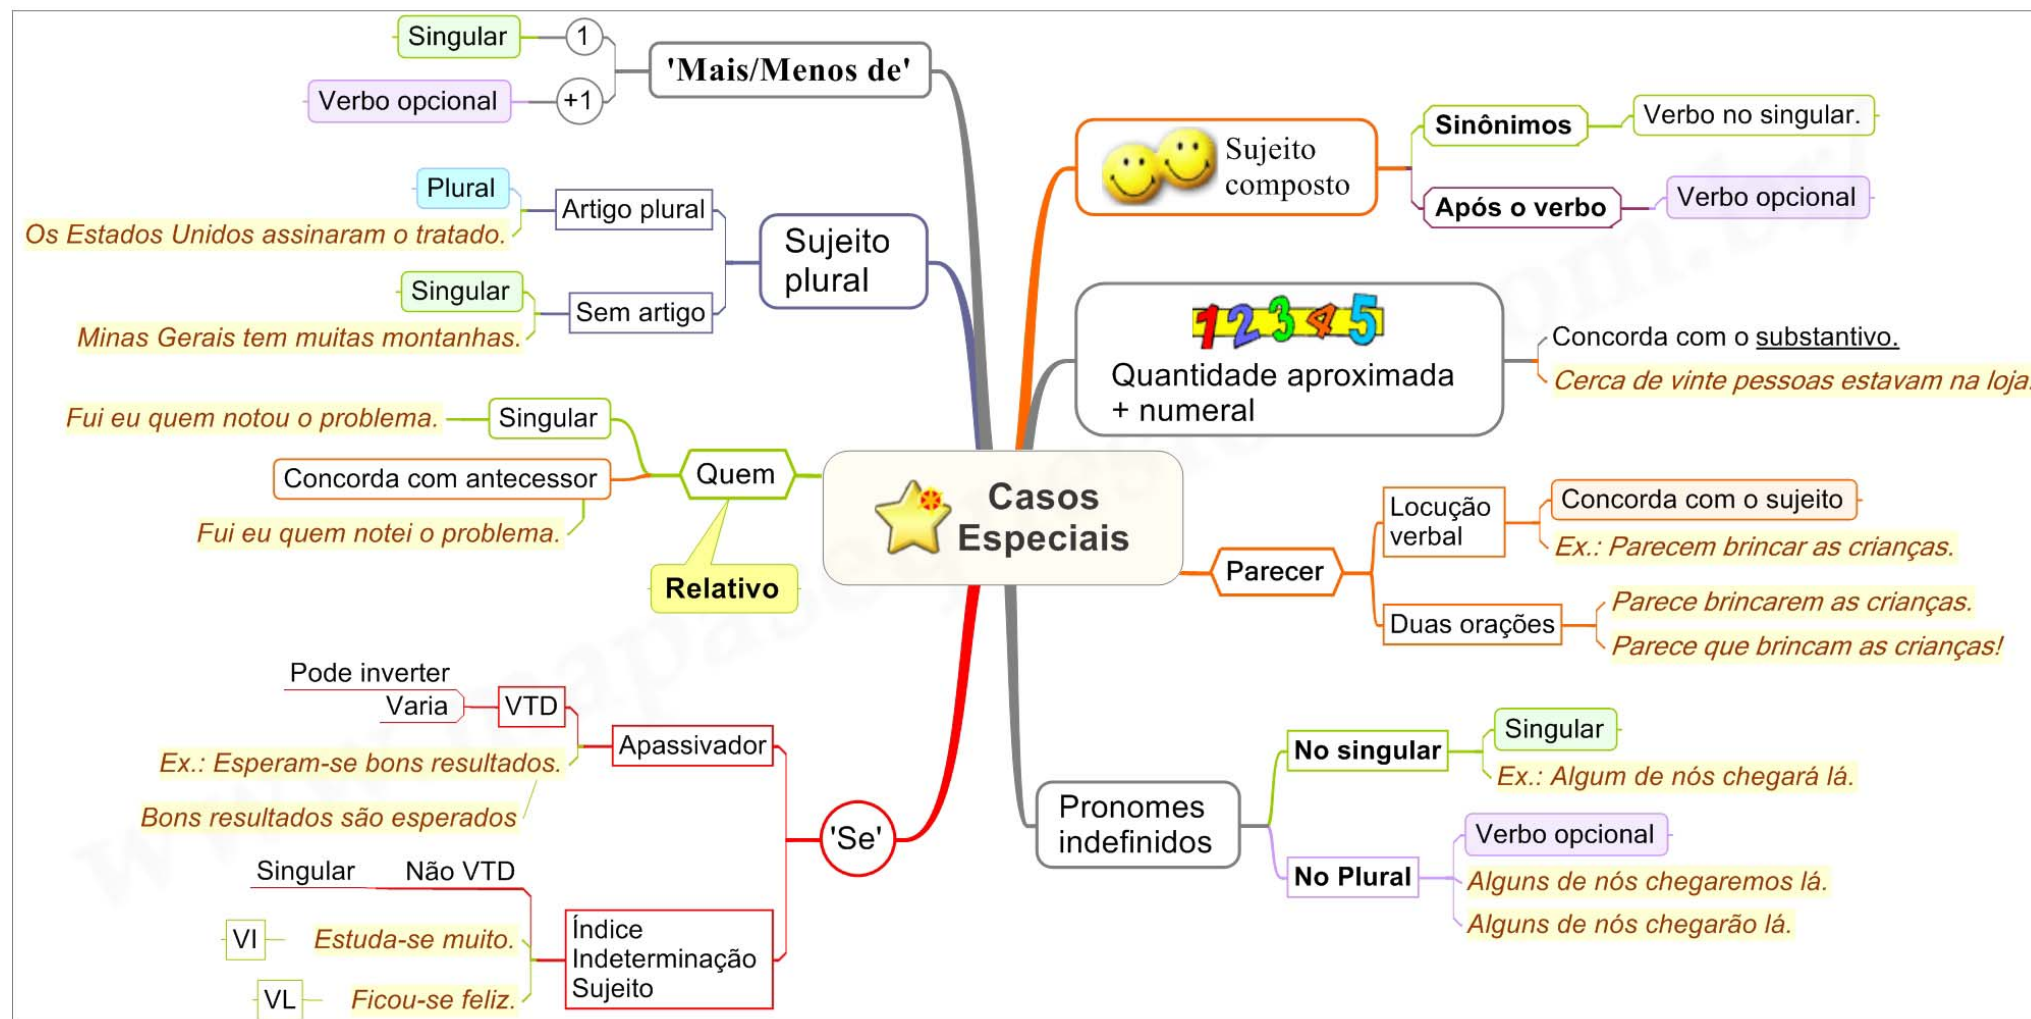 Casos
Especiais
'Mais/Menos de'
1
Singular
+1
Verbo opcional
Sujeito
plural
Artigo plural
Plural
Os Estados Unidos assinaram o tratado.
Sem artigo
Singular
Minas Gerais tem muitas montanhas.
Quem
Relativo
Singular
Fui eu quem notou o problema.
Concorda com antecessor
Fui eu quem notei o problema.
'Se'
Apassivador
VTD
Pode inverter
Varia
Ex.: Esperam-se bons resultados.
Bons resultados são esperados
Índice
Indeterminação
Sujeito
Não VTD
Singular
Estuda-se muito.
VI
Ficou-se feliz.
VL
Sujeito
composto
Sinônimos
Verbo no singular.
Após o verbo
Verbo opcional
1 2 3 4 5
Quantidade aproximada
+ numeral
Concorda com o substantivo.
Cerca de vinte pessoas estavam na loja.
Parecer
Locução
verbal
Concorda com o sujeito
Ex.: Parecem brincar as crianças.
Duas orações
Parece brincarem as crianças.
Parece que brincam as crianças!
Pronomes
indefinidos
No singular
Singular
Ex.: Algum de nós chegará lá.
No Plural
Verbo opcional
Alguns de nós chegaremos lá.
Alguns de nós chegarão lá.